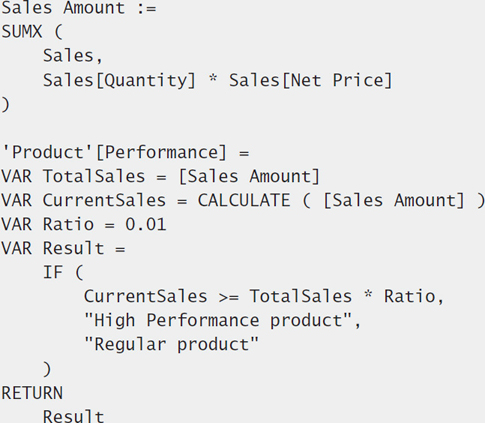 Sales Amount :=
SUMX (
    Sales,
    Sales[Quantity] * Sales[Net Price]
)

'Product'[Performance] =
VAR TotalSales = [Sales Amount]
VAR CurrentSales = CALCULATE ( [Sales Amount] )
VAR Ratio = 0.01
VAR Result =
    IF (
        CurrentSales >= TotalSales * Ratio,
        "High Performance product",
        "Regular product"
    )
RETURN
    Result